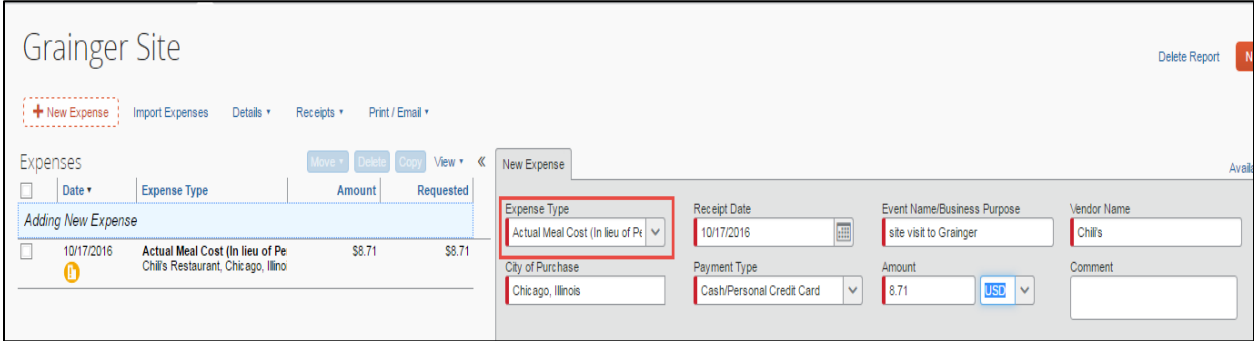 Grainger Site
Delete Report
N
+ New Expense Import Expenses Details Receipts Print / Email
Expenses Move Delete Copy View «
Date Expense Type Amount Requested
Adding New Expense
10/17/2016 Actual Meal Cost (In lieu of Pe $8.71 $8.71
Chili's Restaurant, Chicago, Illino
New Expense
Availa
Expense Type Receipt Date Event Name/Business Purpose Vendor Name
Actual Meal Cost (In lieu of Pe 10/17/2016 site visit to Grainger Chili's
City of Purchase Payment Type Amount Comment
Chicago, Illinois Cash/Personal Credit Card 8.71 USD